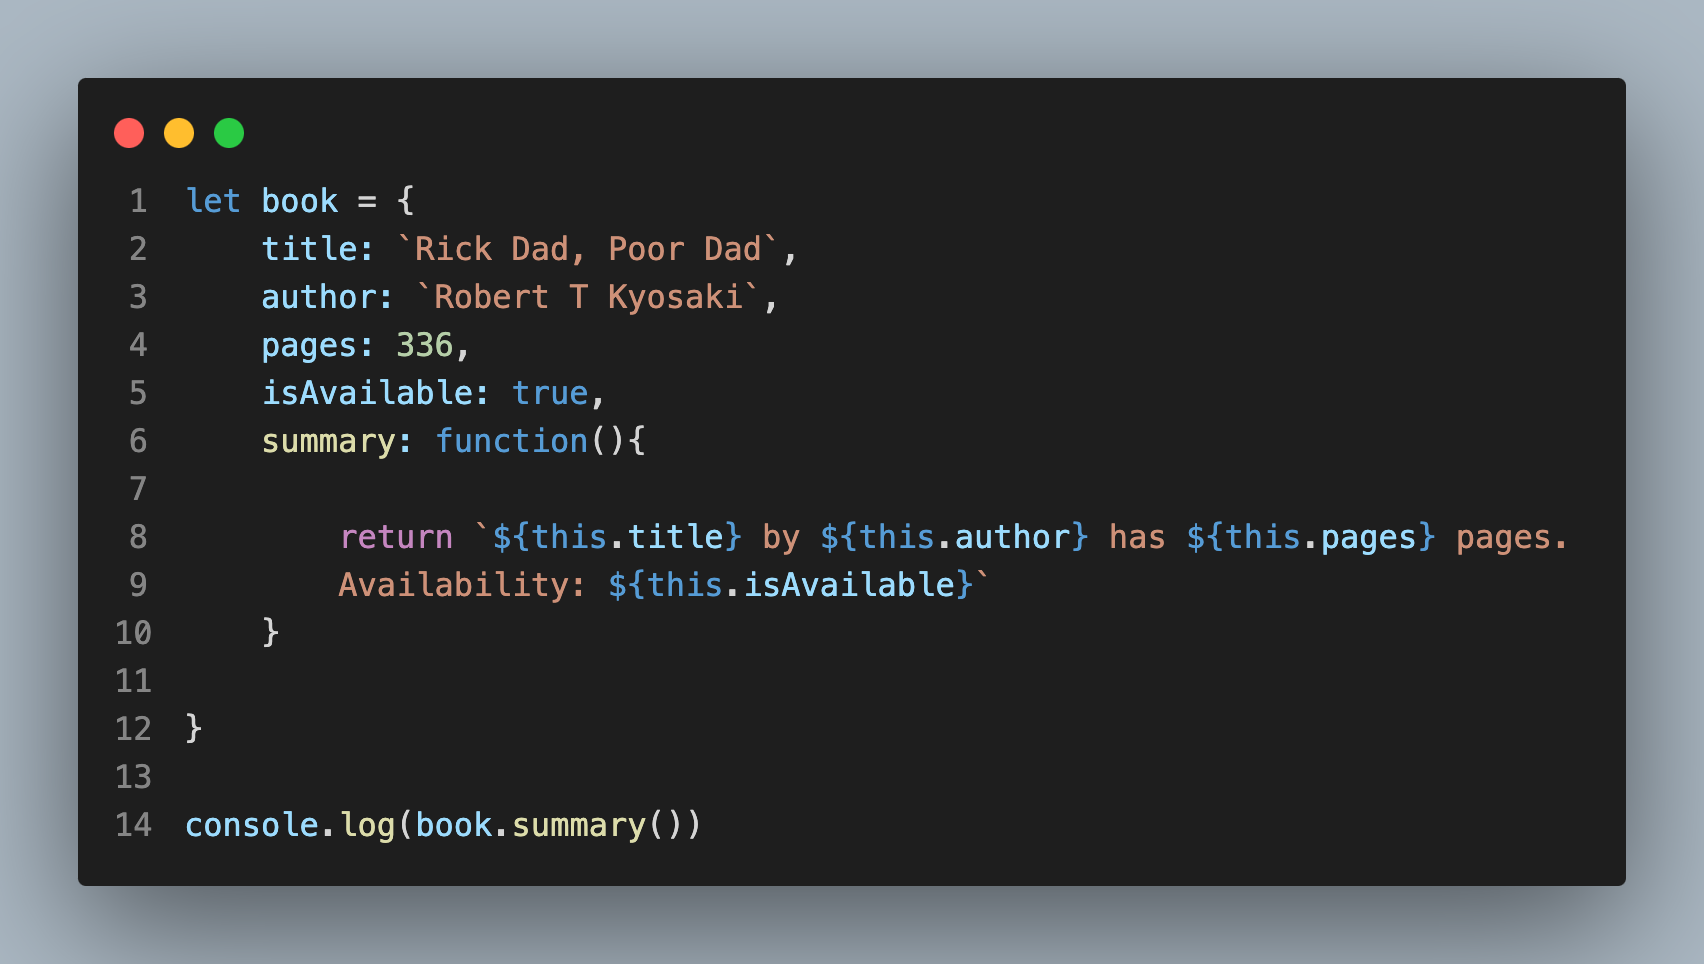 1 let book = {
2     title: `Rick Dad, Poor Dad`,
3     author: `Robert T Kyosaki`,
4     pages: 336,
5     isAvailable: true,
6     summary: function(){
7
8         return `${this.title} by ${this.author} has ${this.pages} pages.
9         Availability: ${this.isAvailable}`
10     }
11
12 }
13
14 console.log(book.summary())